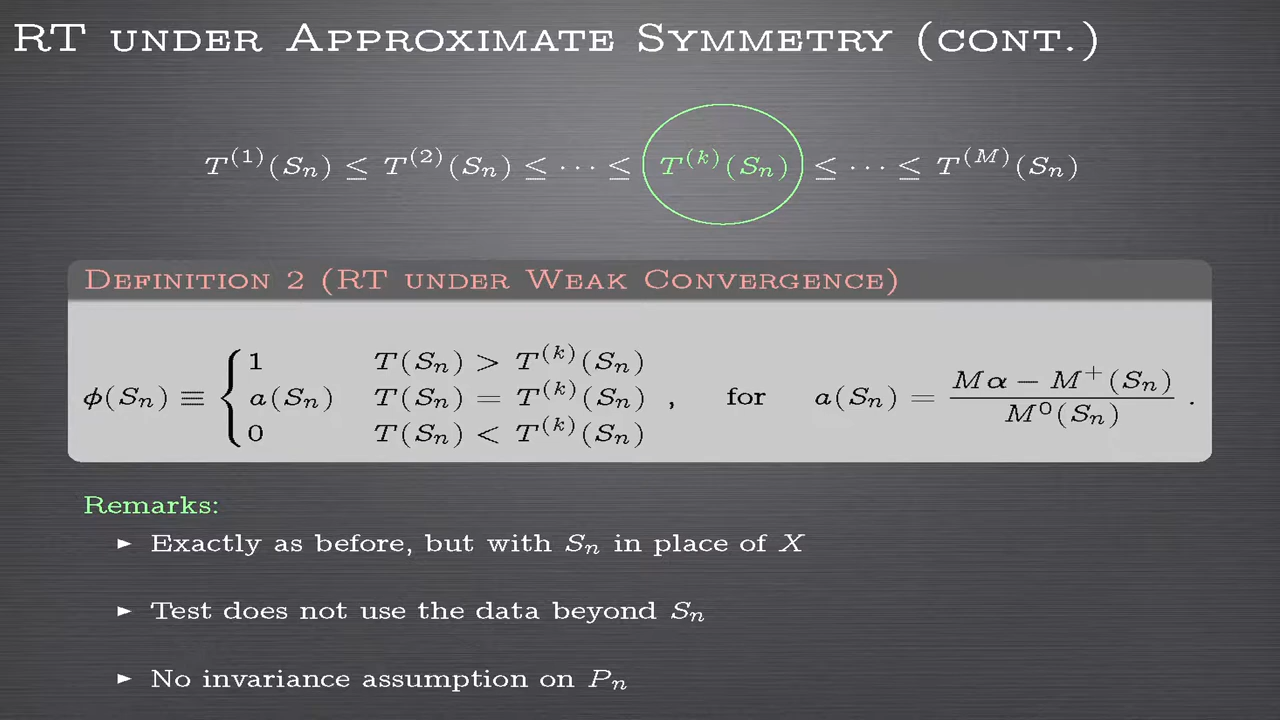 RT UNDER APPROXIMATE SYMMETRY (CONT.)
T^{(1)}(S_n) ≤ T^{(2)}(S_n) ≤ ··· ≤ T^{(k)}(S_n) ≤ ··· ≤ T^{(M)}(S_n)
DEFINITION 2 (RT UNDER WEAK CONVERGENCE)
ϕ(S_n) ≡ { 1 T(S_n) > T^{(k)}(S_n)
a(S_n) T(S_n) = T^{(k)}(S_n) , for a(S_n) = \frac{Mα − M^+(S_n)}{M^0(S_n)} .
0 T(S_n) < T^{(k)}(S_n)
Remarks:
► Exactly as before, but with S_n in place of X
► Test does not use the data beyond S_n
► No invariance assumption on P_n